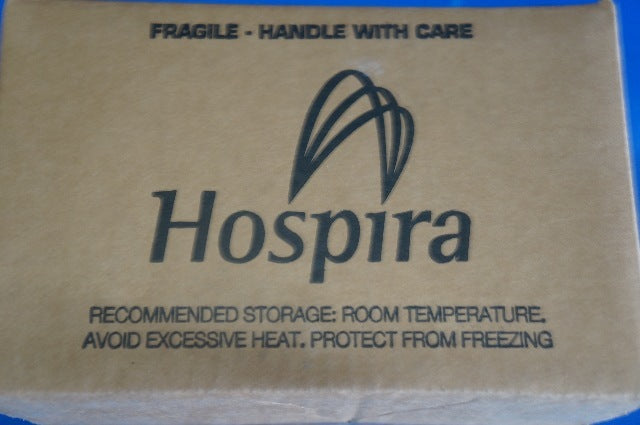 FRAGILE - HANDLE WITH CARE
Hospira
RECOMMENDED STORAGE: ROOM TEMPERATURE.
AVOID EXCESSIVE HEAT. PROTECT FROM FREEZING